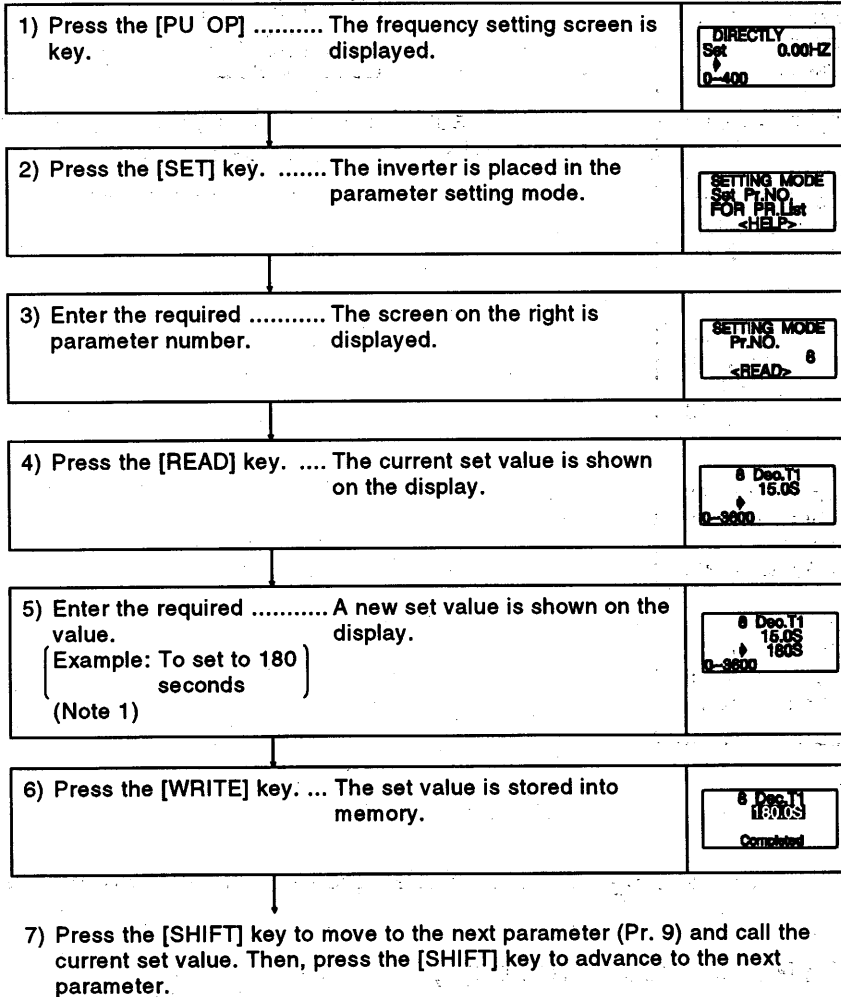 1) Press the [PU OP] .......... The frequency setting screen is
key. displayed.
DIRECTLY
Set 0.00HZ
0~400
2) Press the [SET] key. ....... The inverter is placed in the
parameter setting mode.
SETTING MODE
Set Pr.NO.
FOR PR.List
<HELP>
3) Enter the required ........... The screen on the right is
parameter number. displayed.
SETTING MODE
Pr.NO.
8
<READ>
4) Press the [READ] key. .... The current set value is shown
on the display.
8 Dec.T1
15.0S
0~3600
5) Enter the required ........... A new set value is shown on the
value. display.
Example: To set to 180
seconds
(Note 1)
8 Dec.T1
15.0S
180S
0~3600
6) Press the [WRITE] key. ... The set value is stored into
memory.
8 Dec.T1
180.0S
Completed
7) Press the [SHIFT] key to move to the next parameter (Pr. 9) and call the
current set value. Then, press the [SHIFT] key to advance to the next
parameter.